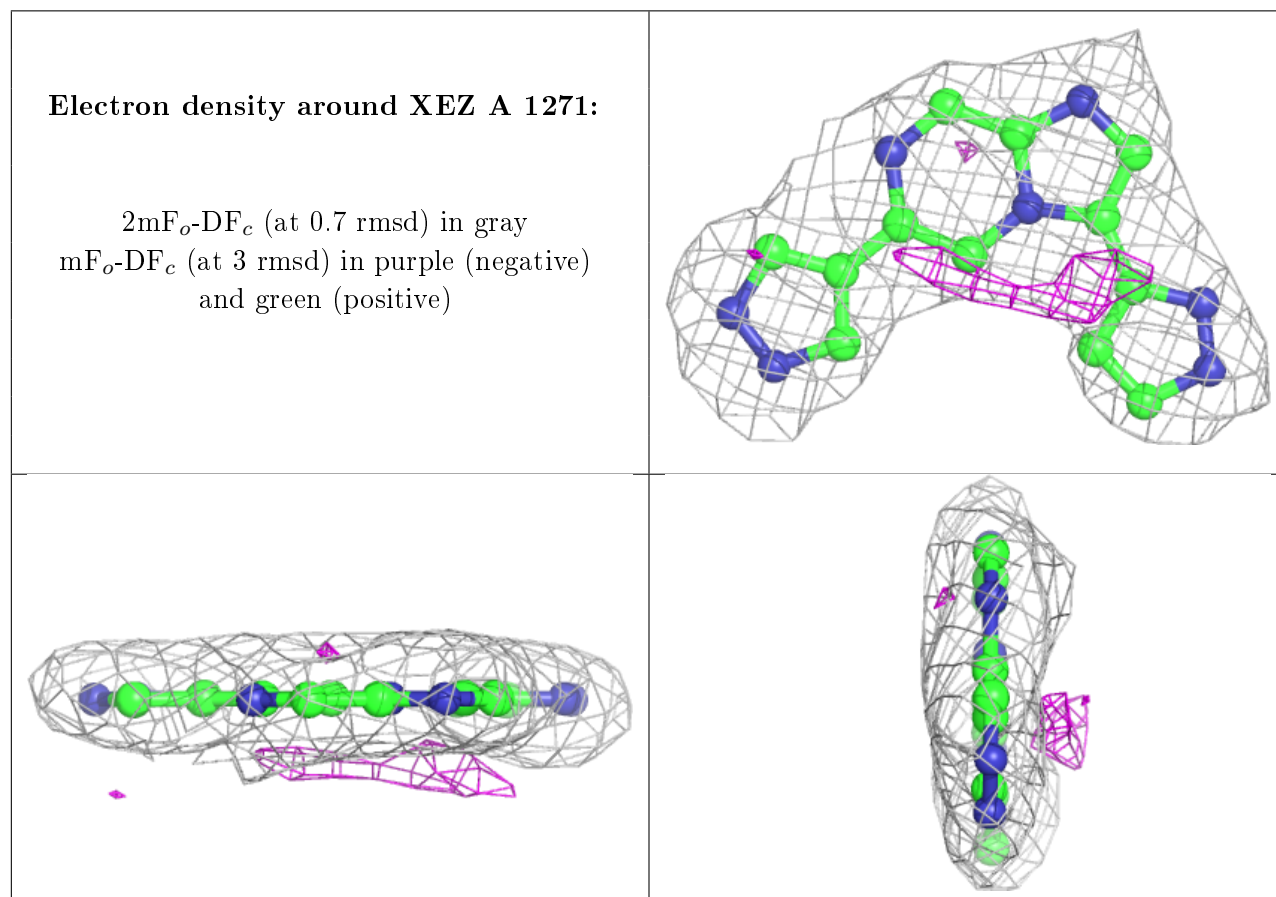 Electron density around XEZ A 1271:
2mFo-DFc (at 0.7 rmsd) in gray
mFo-DFc (at 3 rmsd) in purple (negative)
and green (positive)